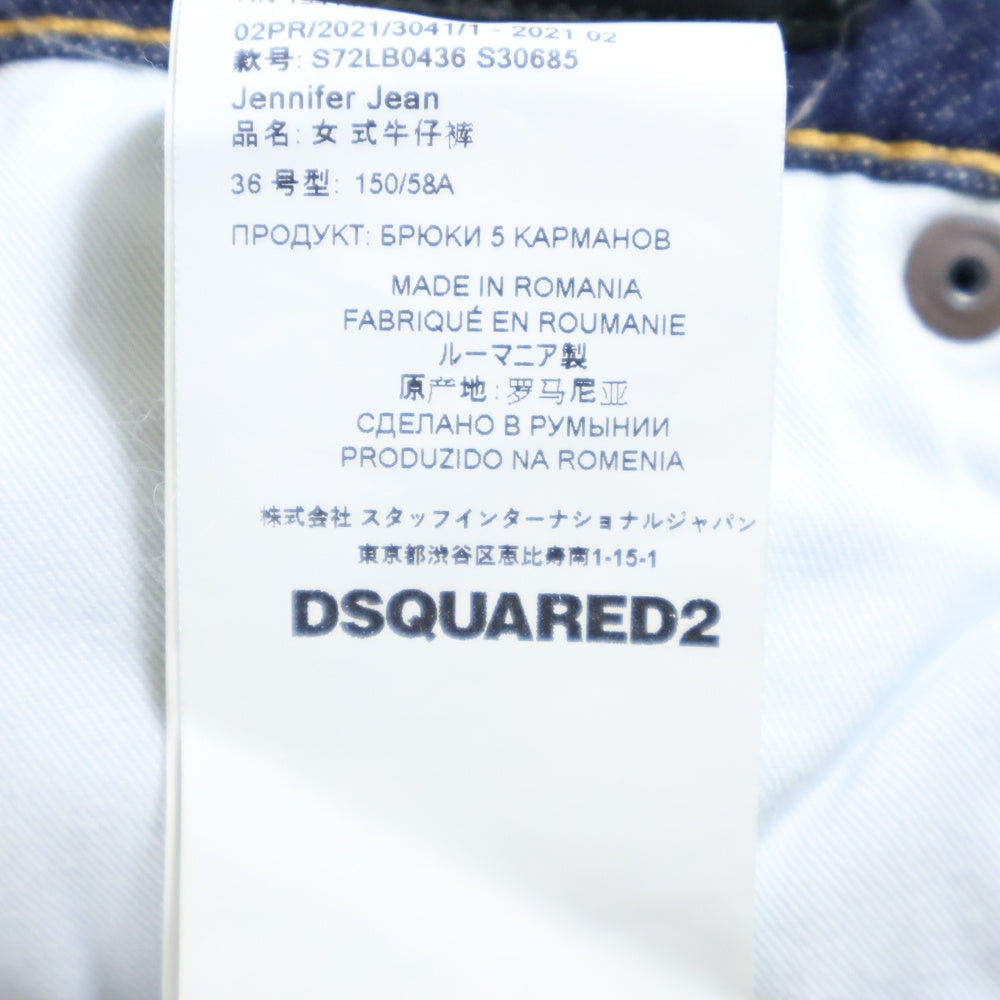 02PR/2021/3041/1 - 2021 02
款号: S72LB0436 S30685
Jennifer Jean
品名: 女 式牛仔裤
36 号型: 150/58A
ПРОДУКТ: БРЮКИ 5 КАРМАНОВ
MADE IN ROMANIA
FABRIQUÉ EN ROUMANIE
ルーマニア製
原产地: 罗马尼亚
СДЕЛАНО В РУМЫНИИ
PRODUZIDO NA ROMENIA
株式会社 スタッフインターナショナルジャパン
東京都渋谷区恵比寿南1-15-1
DSQUARED2